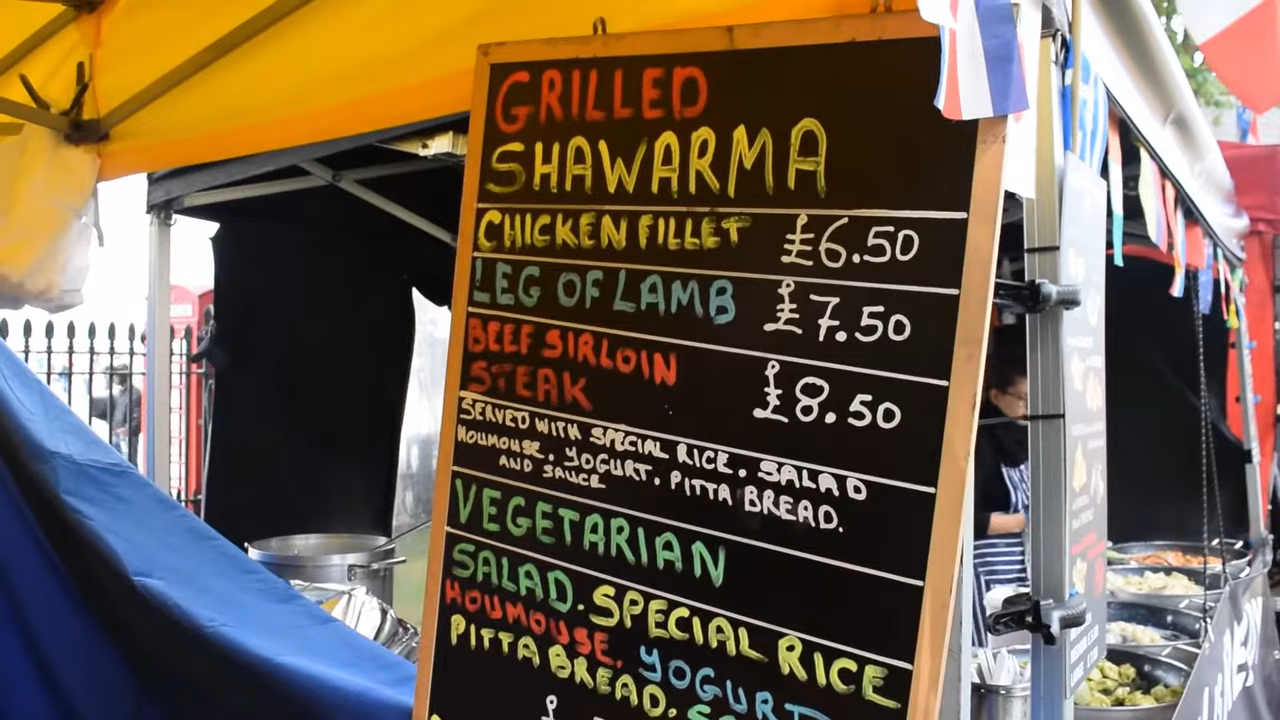 GRILLED
SHAWARMA
CHICKEN FILLET £6.50
LEG OF LAMB £7.50
BEEF SIRLOIN
STEAK £8.50
SERVED WITH SPECIAL RICE. SALAD
HOUMOUSE. YOGURT. PITTA BREAD.
AND SAUCE
VEGETARIAN
SALAD. SPECIAL RICE
HOUMOUSE. YOGURT
PITTA BREAD.